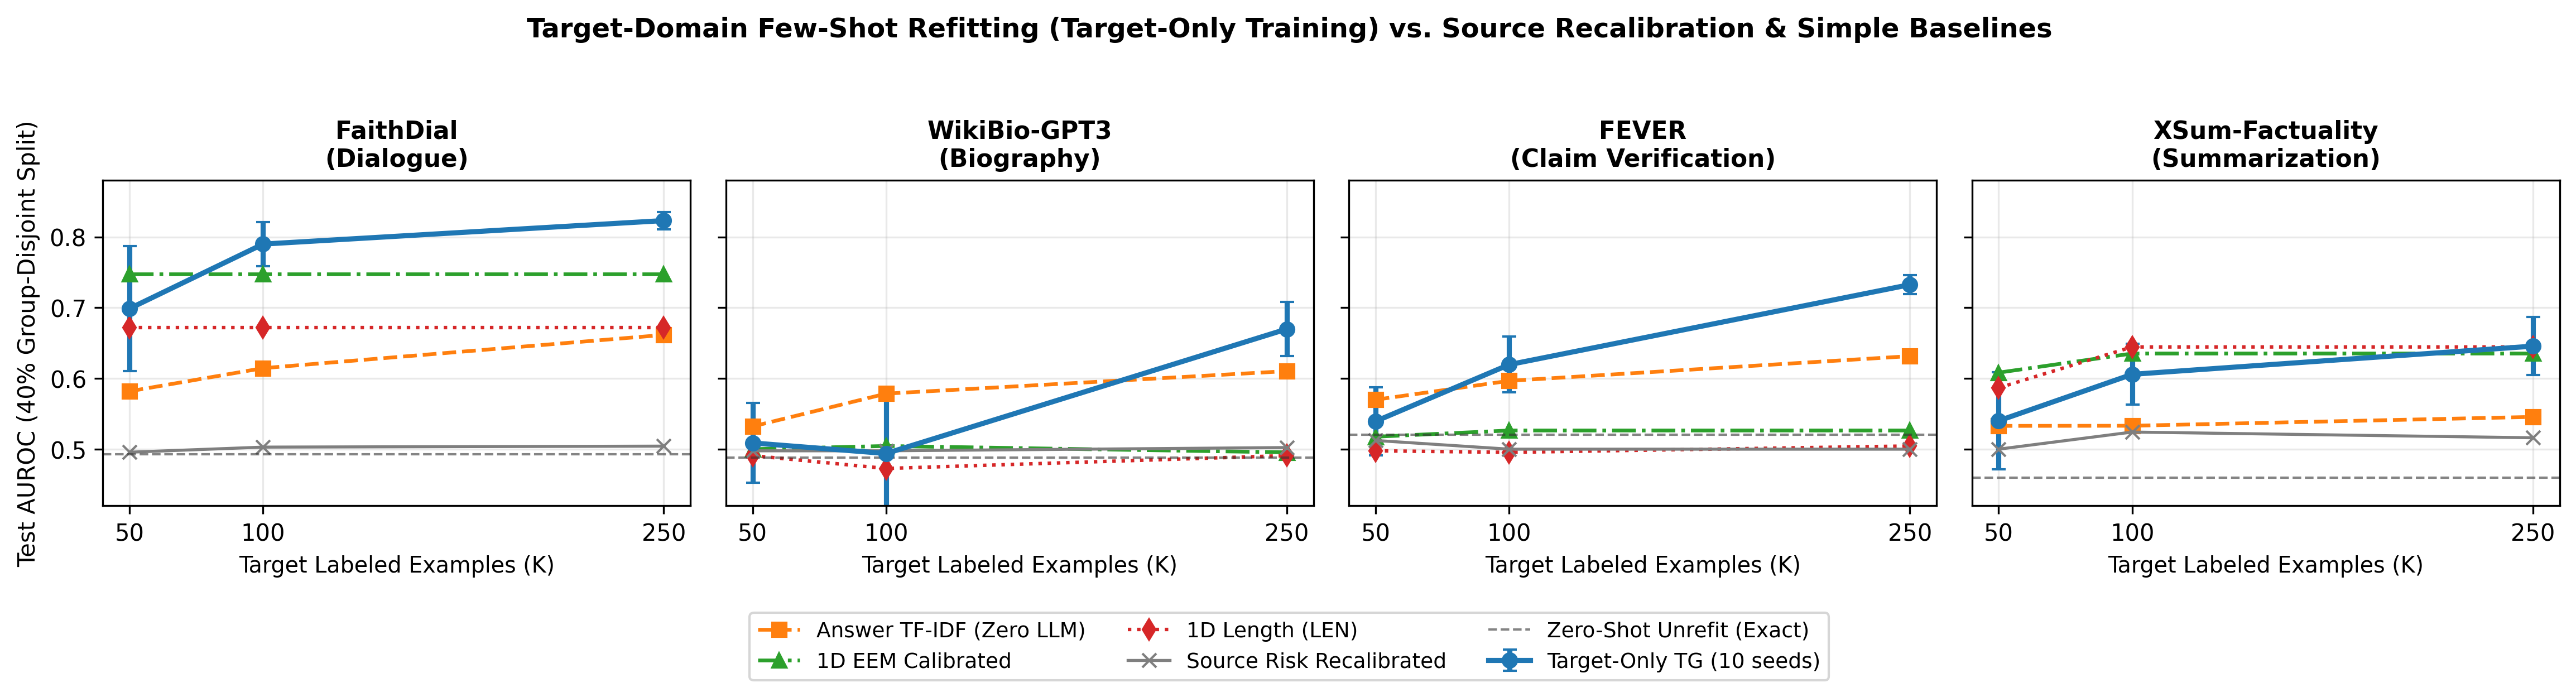 Target-Domain Few-Shot Refitting (Target-Only Training) vs. Source Recalibration & Simple Baselines
Test AUROC (40% Group-Disjoint Split)
FaithDial
(Dialogue)
0.8
0.7
0.6
0.5
50 100 250
Target Labeled Examples (K)
WikiBio-GPT3
(Biography)
50 100 250
Target Labeled Examples (K)
FEVER
(Claim Verification)
50 100 250
Target Labeled Examples (K)
XSum-Factuality
(Summarization)
50 100 250
Target Labeled Examples (K)
Answer TF-IDF (Zero LLM)
1D EEM Calibrated
1D Length (LEN)
Source Risk Recalibrated
Zero-Shot Unrefit (Exact)
Target-Only TG (10 seeds)